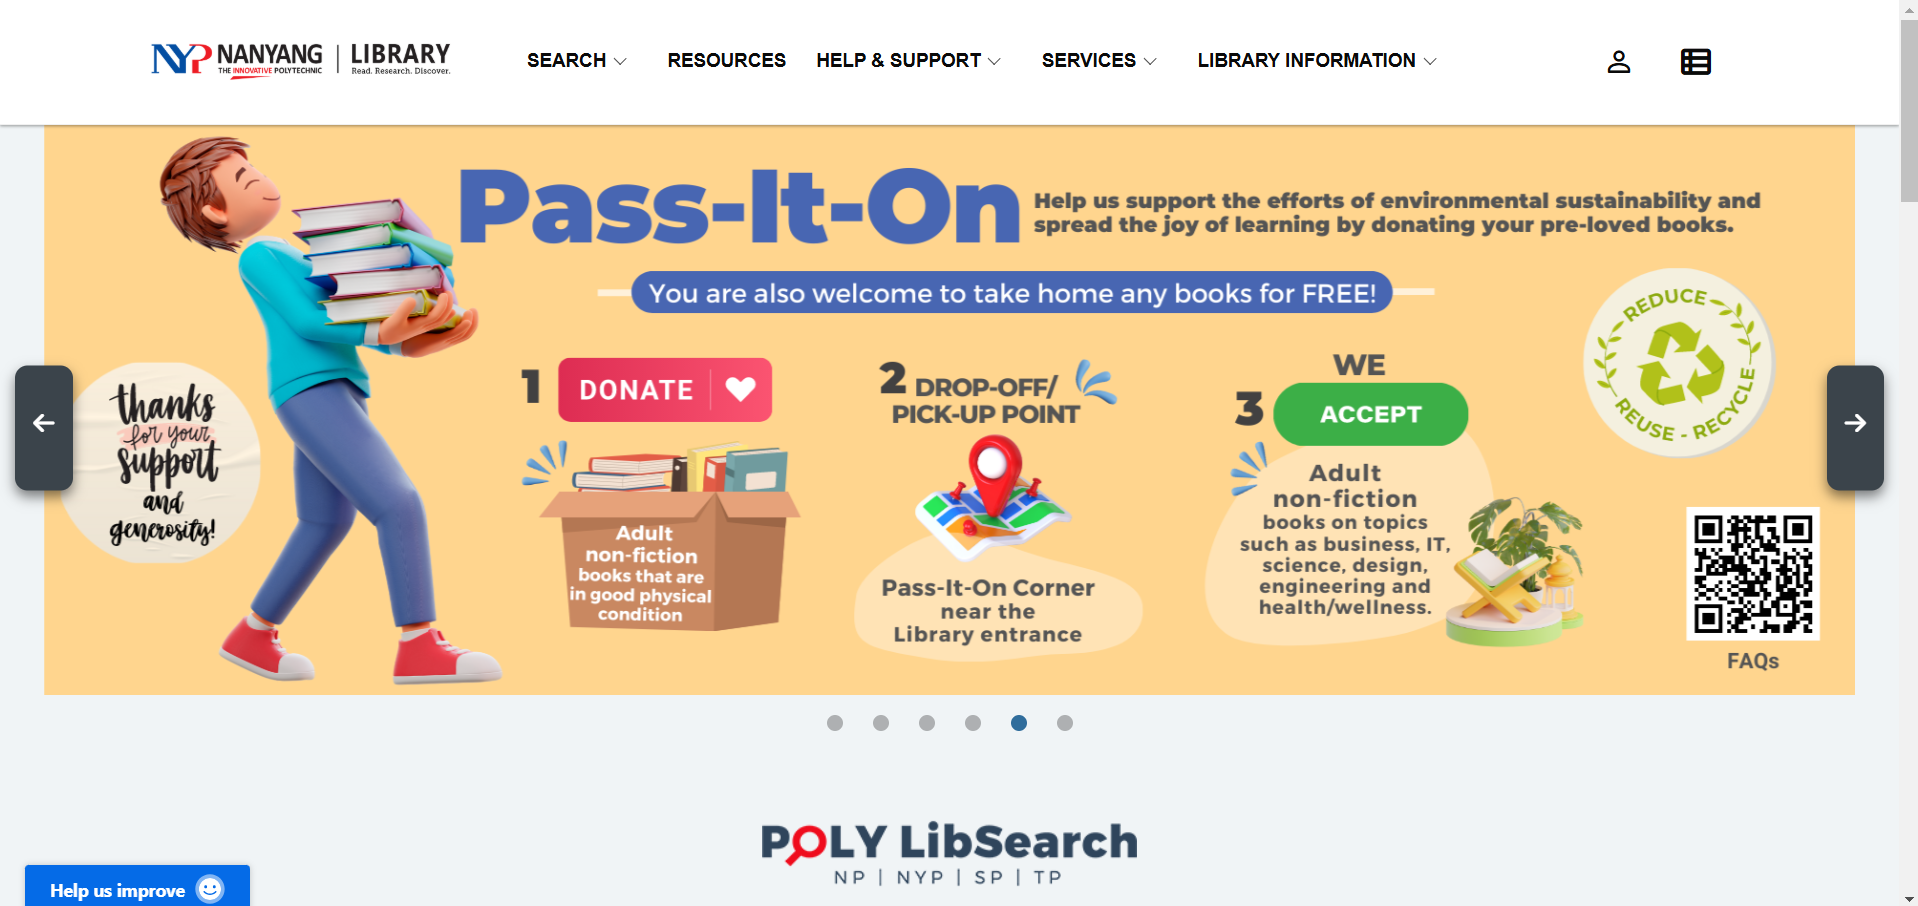 NYP NANYANG
THE INNOVATIVE POLYTECHNIC
LIBRARY
Read. Research. Discover.
SEARCH
RESOURCES
HELP & SUPPORT
SERVICES
LIBRARY INFORMATION
Pass-It-On
Help us support the efforts of environmental sustainability and
spread the joy of learning by donating your pre-loved books.
You are also welcome to take home any books for FREE!
REDUCE
REUSE - RECYCLE
thanks
for your
support
and
generosity!
1 DONATE
Adult
non-fiction
books that are
in good physical
condition
2 DROP-OFF/
PICK-UP POINT
Pass-It-On Corner
near the
Library entrance
WE
3 ACCEPT
Adult
non-fiction
books on topics
such as business, IT,
science, design,
engineering and
health/wellness.
FAQs
POLY LibSearch
NP | NYP | SP | TP
Help us improve